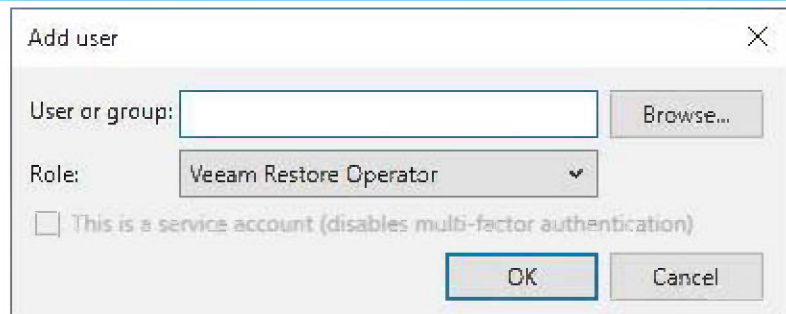 Add user
User or group:
Browse...
Role:
Veeam Restore Operator
This is a service account (disables multi-factor authentication)
OK
Cancel